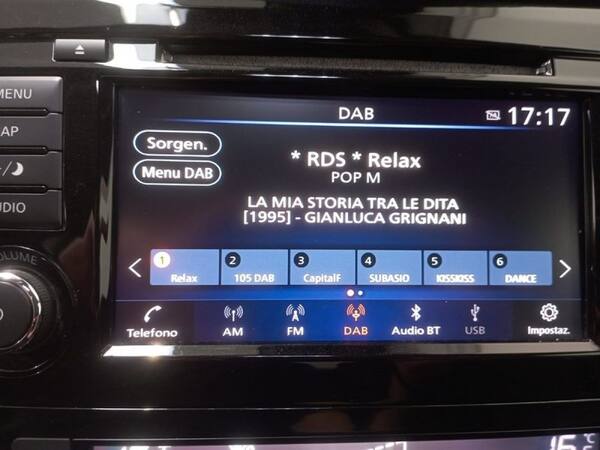 MENU
AP
UDIO
VOLUME
DAB
17:17
Sorgen.
Menu DAB
* RDS * Relax
POP M
LA MIA STORIA TRA LE DITA
[1995] - GIANLUCA GRIGNANI
1 2 3 4 5 6
Relax 105 DAB CapitalF SUBASIO KISSKISS DANCE
Telefono AM FM DAB Audio BT USB Impostaz.
16 °C